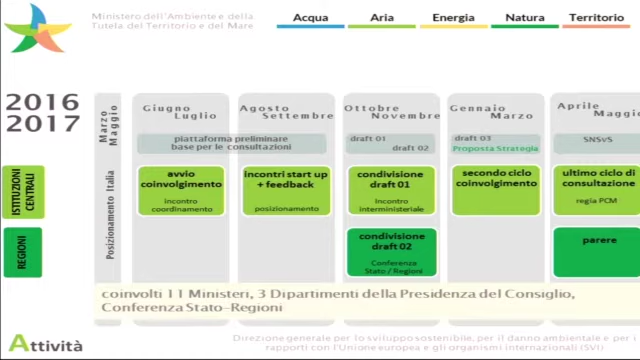 Ministero dell'Ambiente e della
Tutela del Territorio e del Mare
Acqua
Aria
Energia
Natura
Territorio
2016
2017
Marzo
Maggio
Giugno
Luglio
Agosto
Settembre
Ottobre
Novembre
Gennaio
Marzo
Aprile
Maggio
piattaforma preliminare
base per le consultazioni
draft 01
draft 02
draft 03
Proposta Strategia
SNSvS
ISTITUZIONI
CENTRALI
REGIONI
Posizionamento Italia
avvio
coinvolgimento
incontro
coordinamento
incontri start up
+ feedback
posizionamento
condivisione
draft 01
Incontro
interministeriale
secondo ciclo
coinvolgimento
ultimo ciclo di
consultazione
regia PCM
condivisione
draft 02
Conferenza
Stato / Regioni
parere
coinvolti 11 Ministeri, 3 Dipartimenti della Presidenza del Consiglio,
Conferenza Stato-Regioni
Attività
Direzione generale per lo sviluppo sostenibile, per il danno ambientale e per i
rapporti con l'Unione europea e gli organismi internazionali (SVI)